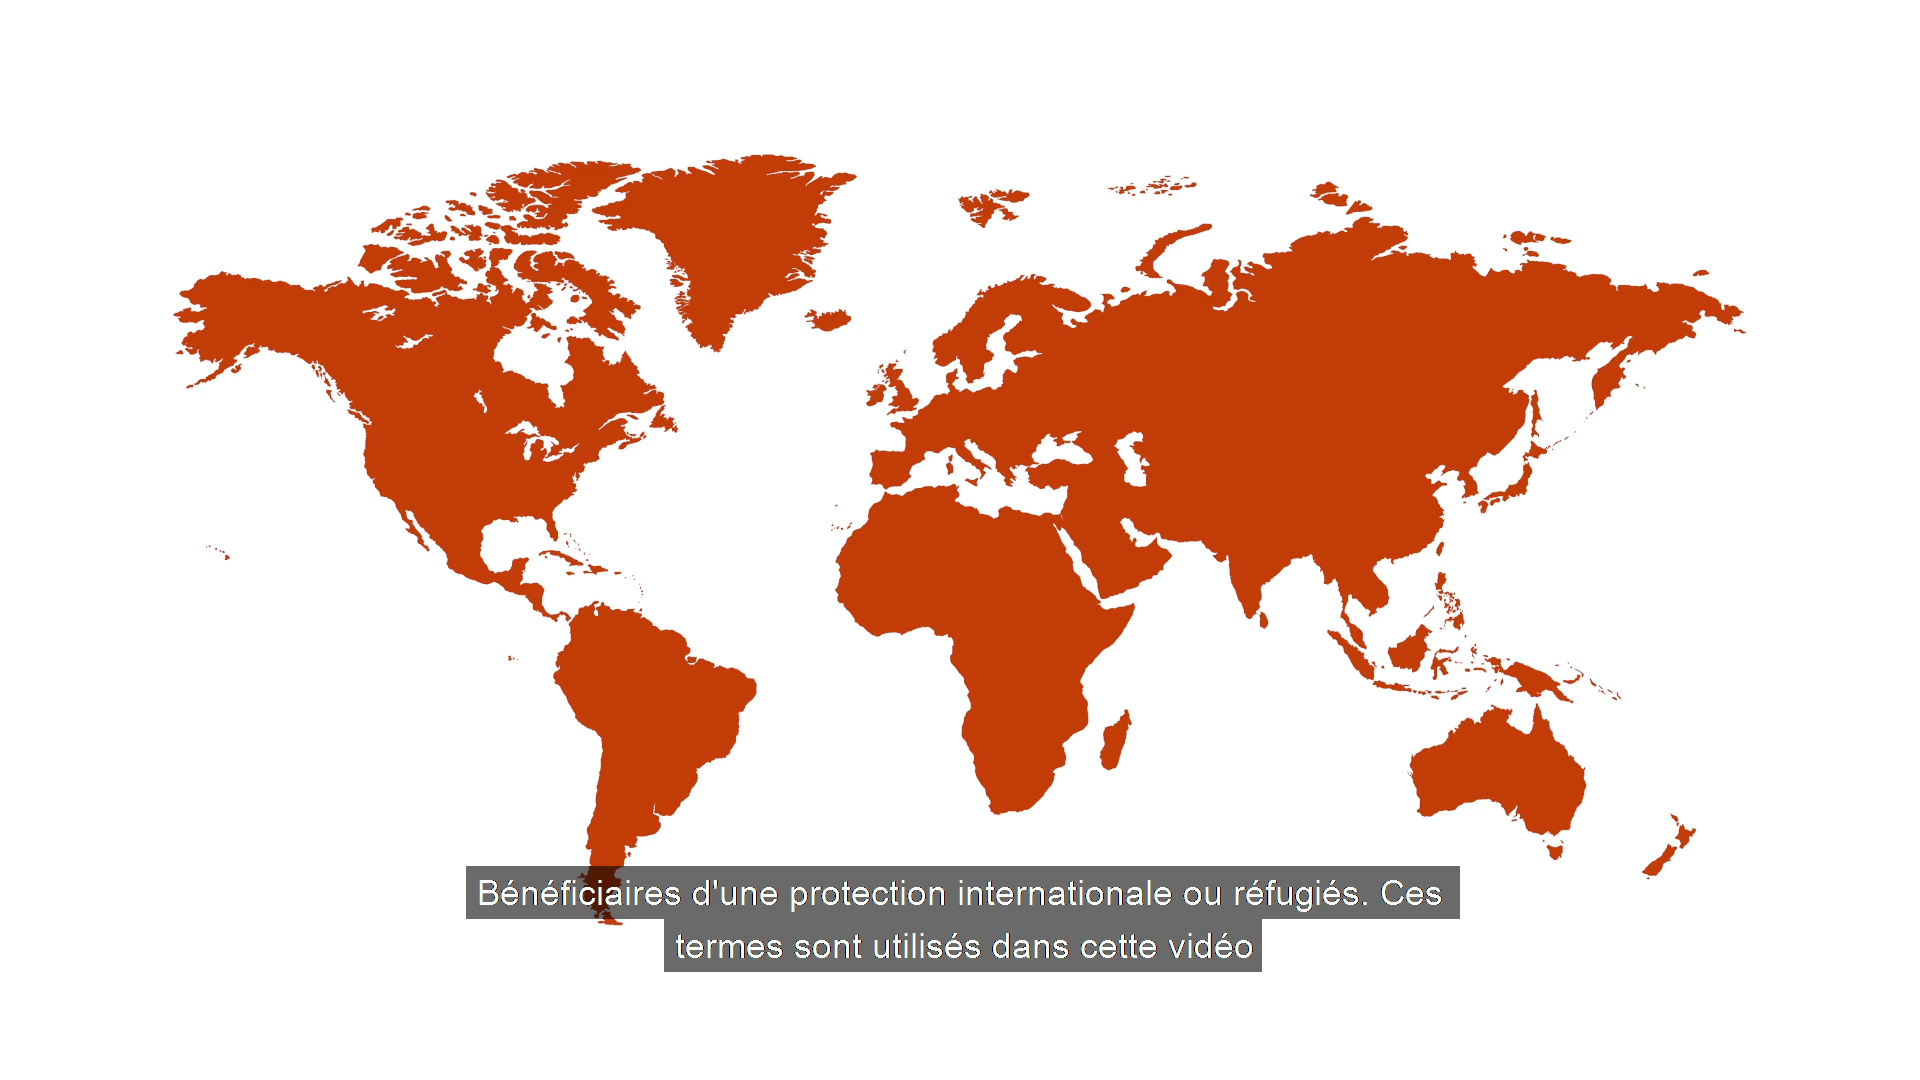 Bénéficiaires d'une protection internationale ou réfugiés. Ces
termes sont utilisés dans cette vidéo